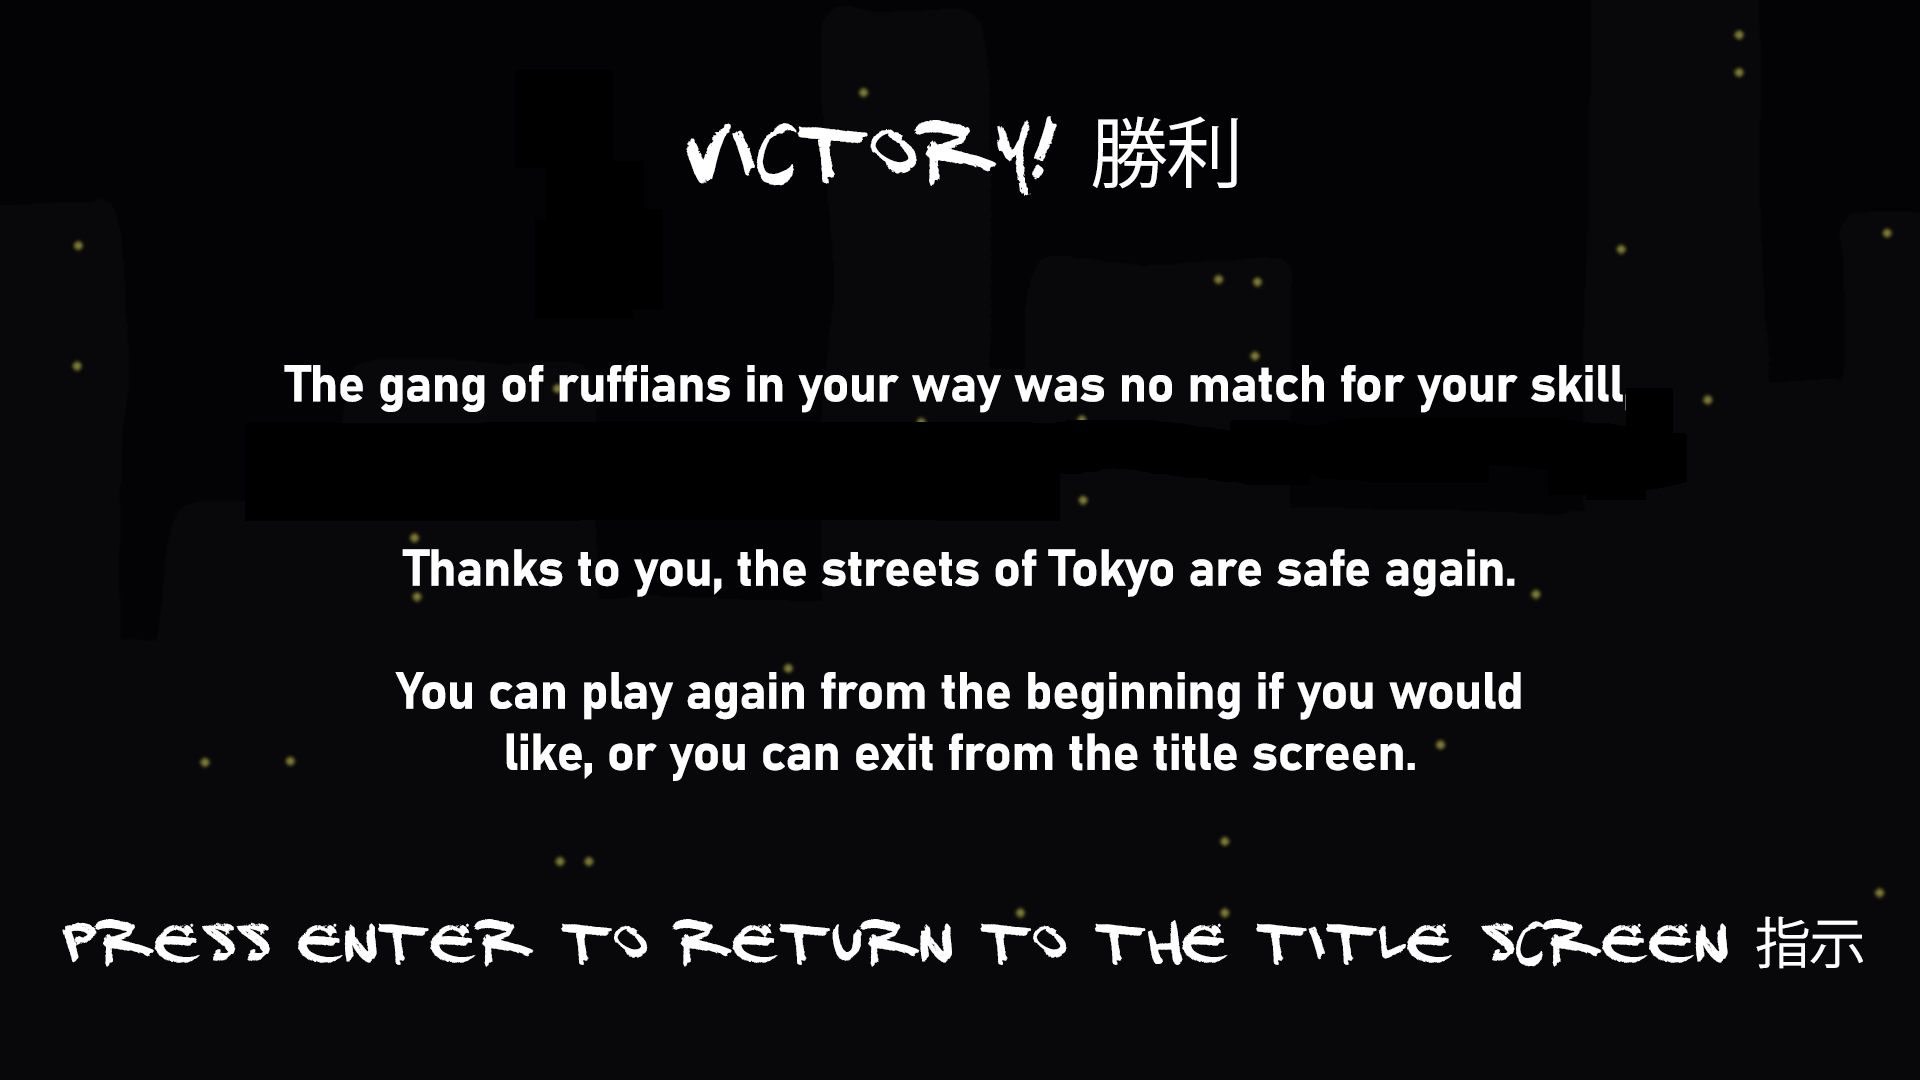 VICTORY! 勝利
The gang of ruffians in your way was no match for your skill
Thanks to you, the streets of Tokyo are safe again.
You can play again from the beginning if you would
like, or you can exit from the title screen.
PRESS ENTER TO RETURN TO THE TITLE SCREEN 指示